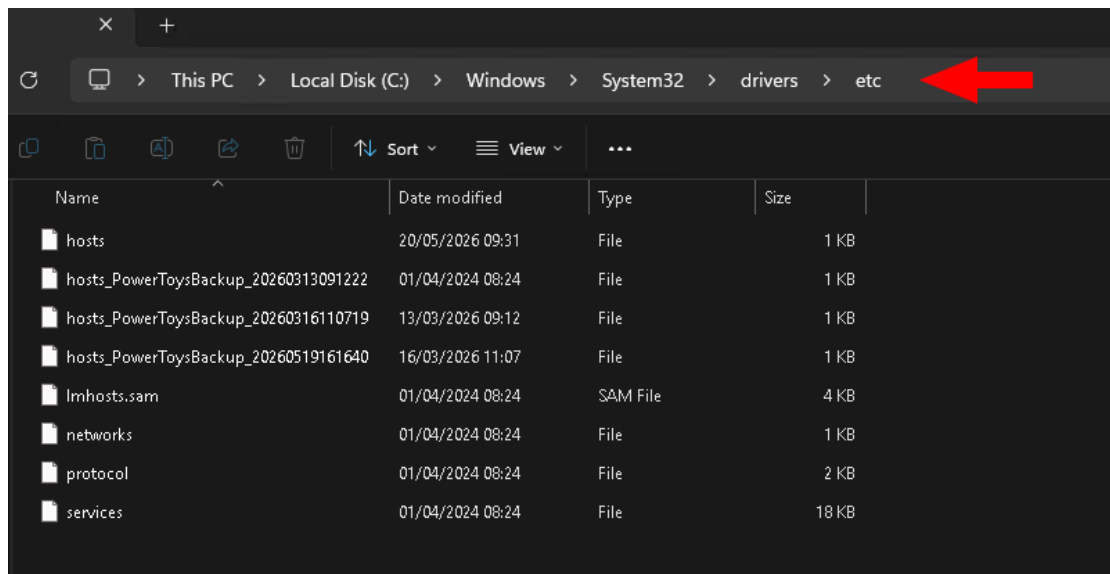 This PC > Local Disk (C:) > Windows > System32 > drivers > etc
Sort View ...
Name Date modified Type Size
hosts 20/05/2026 09:31 File 1 KB
hosts_PowerToysBackup_20260313091222 01/04/2024 08:24 File 1 KB
hosts_PowerToysBackup_20260316110719 13/03/2026 09:12 File 1 KB
hosts_PowerToysBackup_20260519161640 16/03/2026 11:07 File 1 KB
lmhosts.sam 01/04/2024 08:24 SAM File 4 KB
networks 01/04/2024 08:24 File 1 KB
protocol 01/04/2024 08:24 File 2 KB
services 01/04/2024 08:24 File 18 KB